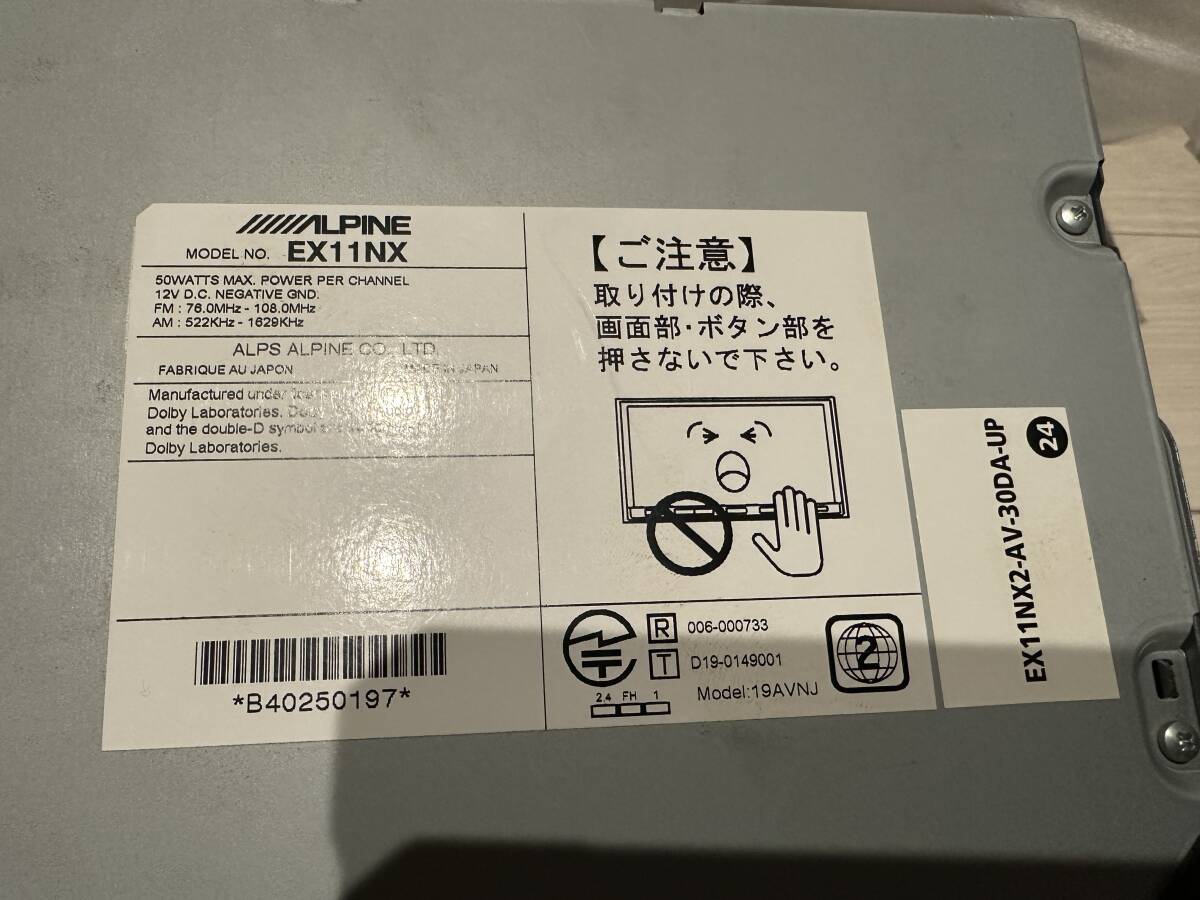 ALPINE
MODEL NO. EX11NX
50WATTS MAX. POWER PER CHANNEL
12V D.C. NEGATIVE GND.
FM : 76.0MHz - 108.0MHz
AM : 522KHz - 1629KHz
ALPS ALPINE CO., LTD.
FABRIQUE AU JAPON
JAPAN
Manufactured under
Dolby Laboratories.
and the double-D symbol
Dolby Laboratories.
*B40250197*
【ご注意】
取り付けの際、
画面部・ボタン部を
押さないで下さい。
R 006-000733
T D19-0149001
2.4 FH 1
Model:19AVNJ
2
EX11NX2-AV-30DA-UP
24